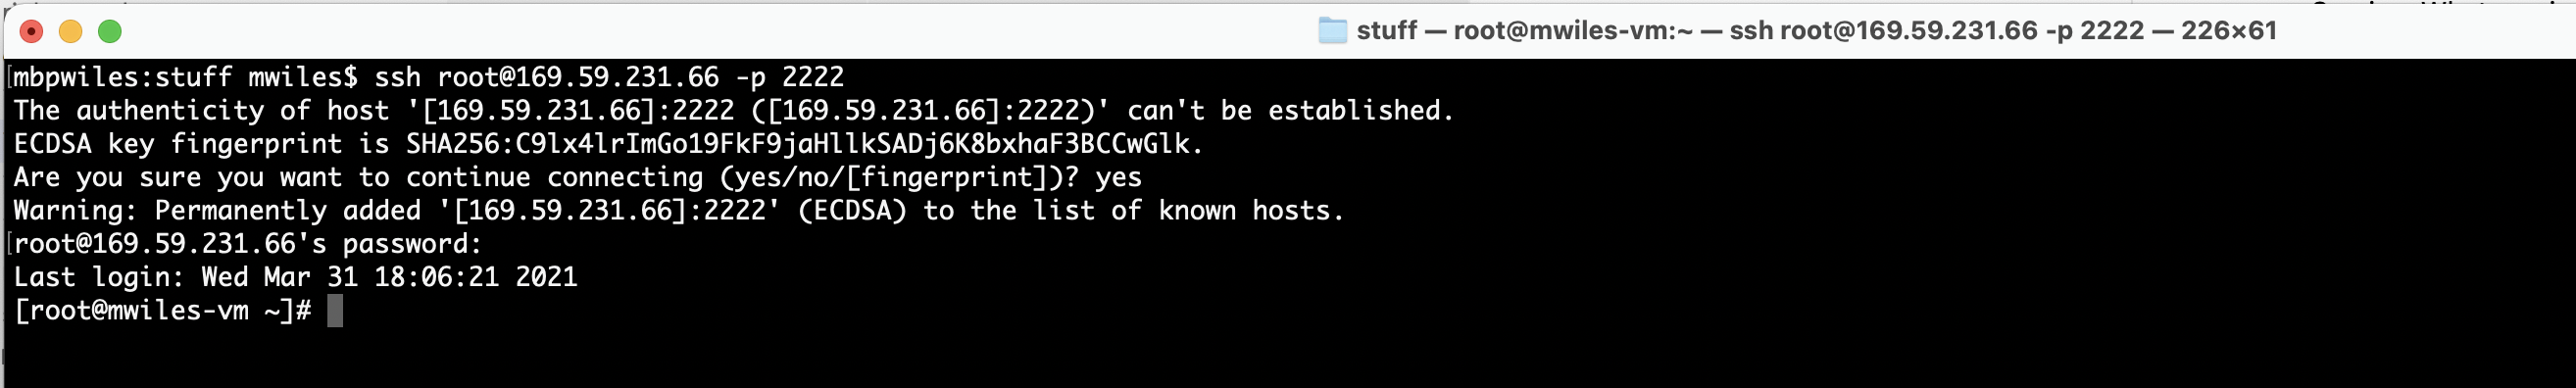 stuff — root@mwiles-vm:~ — ssh root@169.59.231.66 -p 2222 — 226×61
[mbpwiles:stuff mwiles$ ssh root@169.59.231.66 -p 2222
The authenticity of host '[169.59.231.66]:2222 ([169.59.231.66]:2222)' can't be established.
ECDSA key fingerprint is SHA256:C9lx4lrImGo19FkF9jaHllkSADj6K8bxhaF3BCCwGlk.
Are you sure you want to continue connecting (yes/no/[fingerprint])? yes
Warning: Permanently added '[169.59.231.66]:2222' (ECDSA) to the list of known hosts.
[root@169.59.231.66's password:
Last login: Wed Mar 31 18:06:21 2021
[root@mwiles-vm ~]#